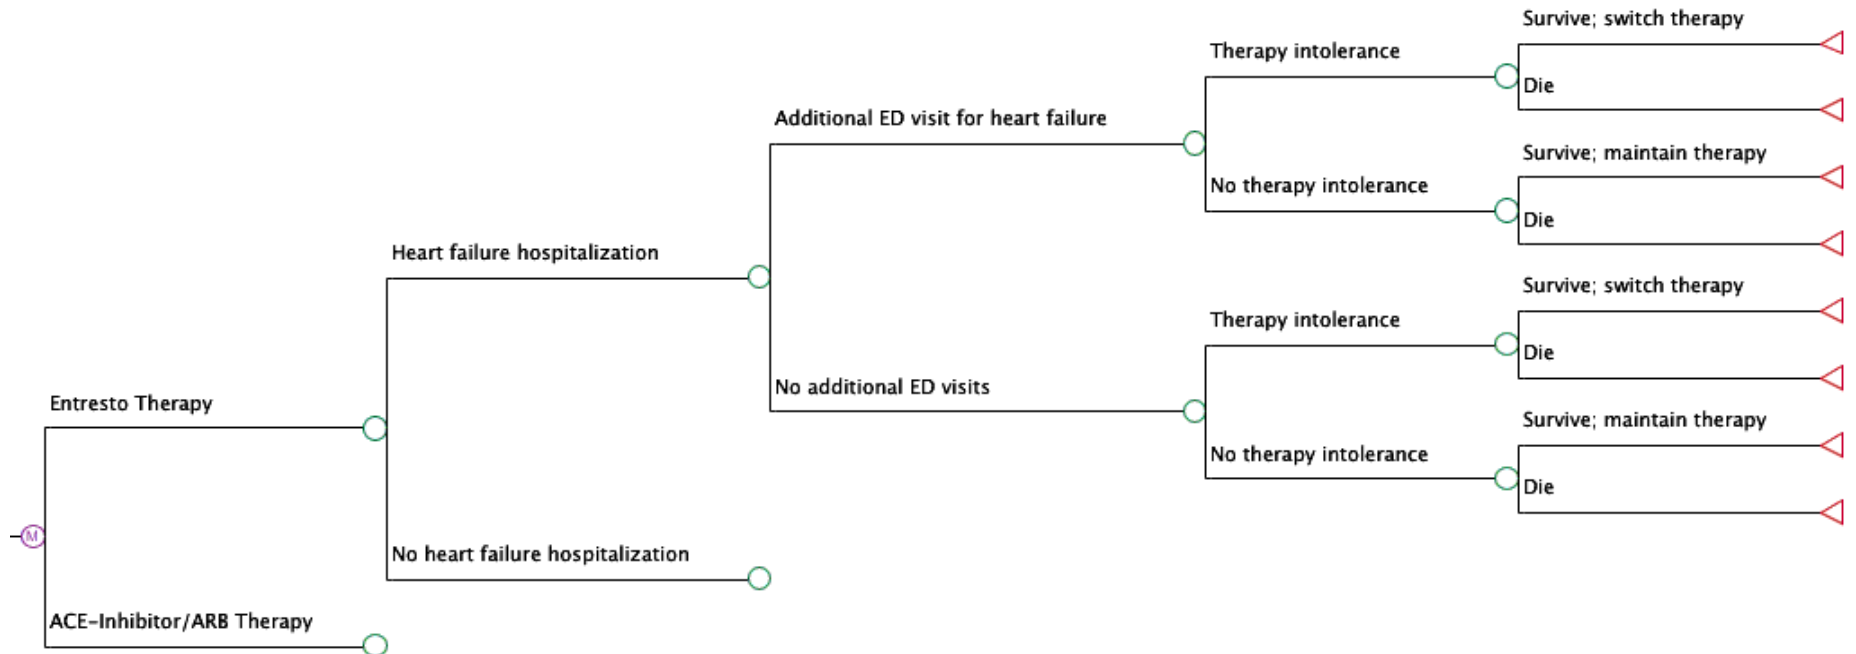 Survive; switch therapy
Therapy intolerance
Die
Additional ED visit for heart failure
Survive; maintain therapy
No therapy intolerance
Die
Heart failure hospitalization
Survive; switch therapy
Therapy intolerance
Die
No additional ED visits
Entresto Therapy
Survive; maintain therapy
No therapy intolerance
Die
M
No heart failure hospitalization
ACE-Inhibitor/ARB Therapy